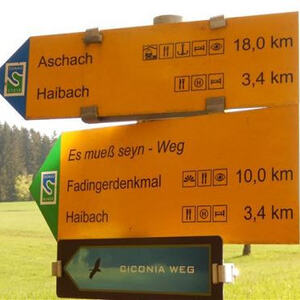 Aschach 18,0 km
Haibach H 3,4 km
Es mueß seyn - Weg
Fadingerdenkmal 10,0 km
Haibach H 3,4 km
CICONIA WEG